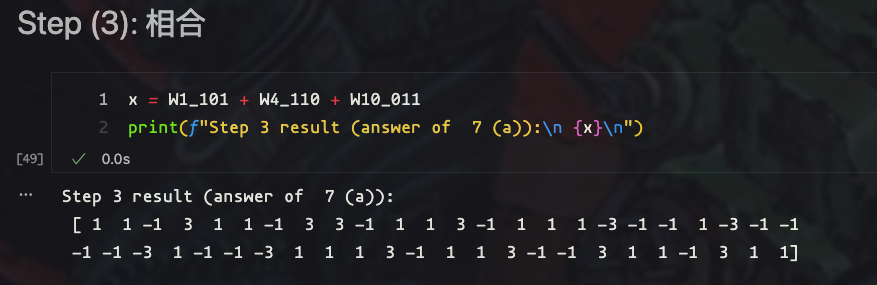 Step (3): 相合
1 x = W1_101 + W4_110 + W10_011
2 print(f"Step 3 result (answer of  7 (a)):\n {x}\n")
[49] ✓ 0.0s
... Step 3 result (answer of  7 (a)):
[ 1  1 -1  3  1  1 -1  3  3 -1  1  1  3 -1  1  1  1 -3 -1 -1  1 -3 -1 -1
-1 -1 -3  1 -1 -1 -3  1  1  1  3 -1  1  1  3 -1 -1  3  1  1 -1  3  1  1]